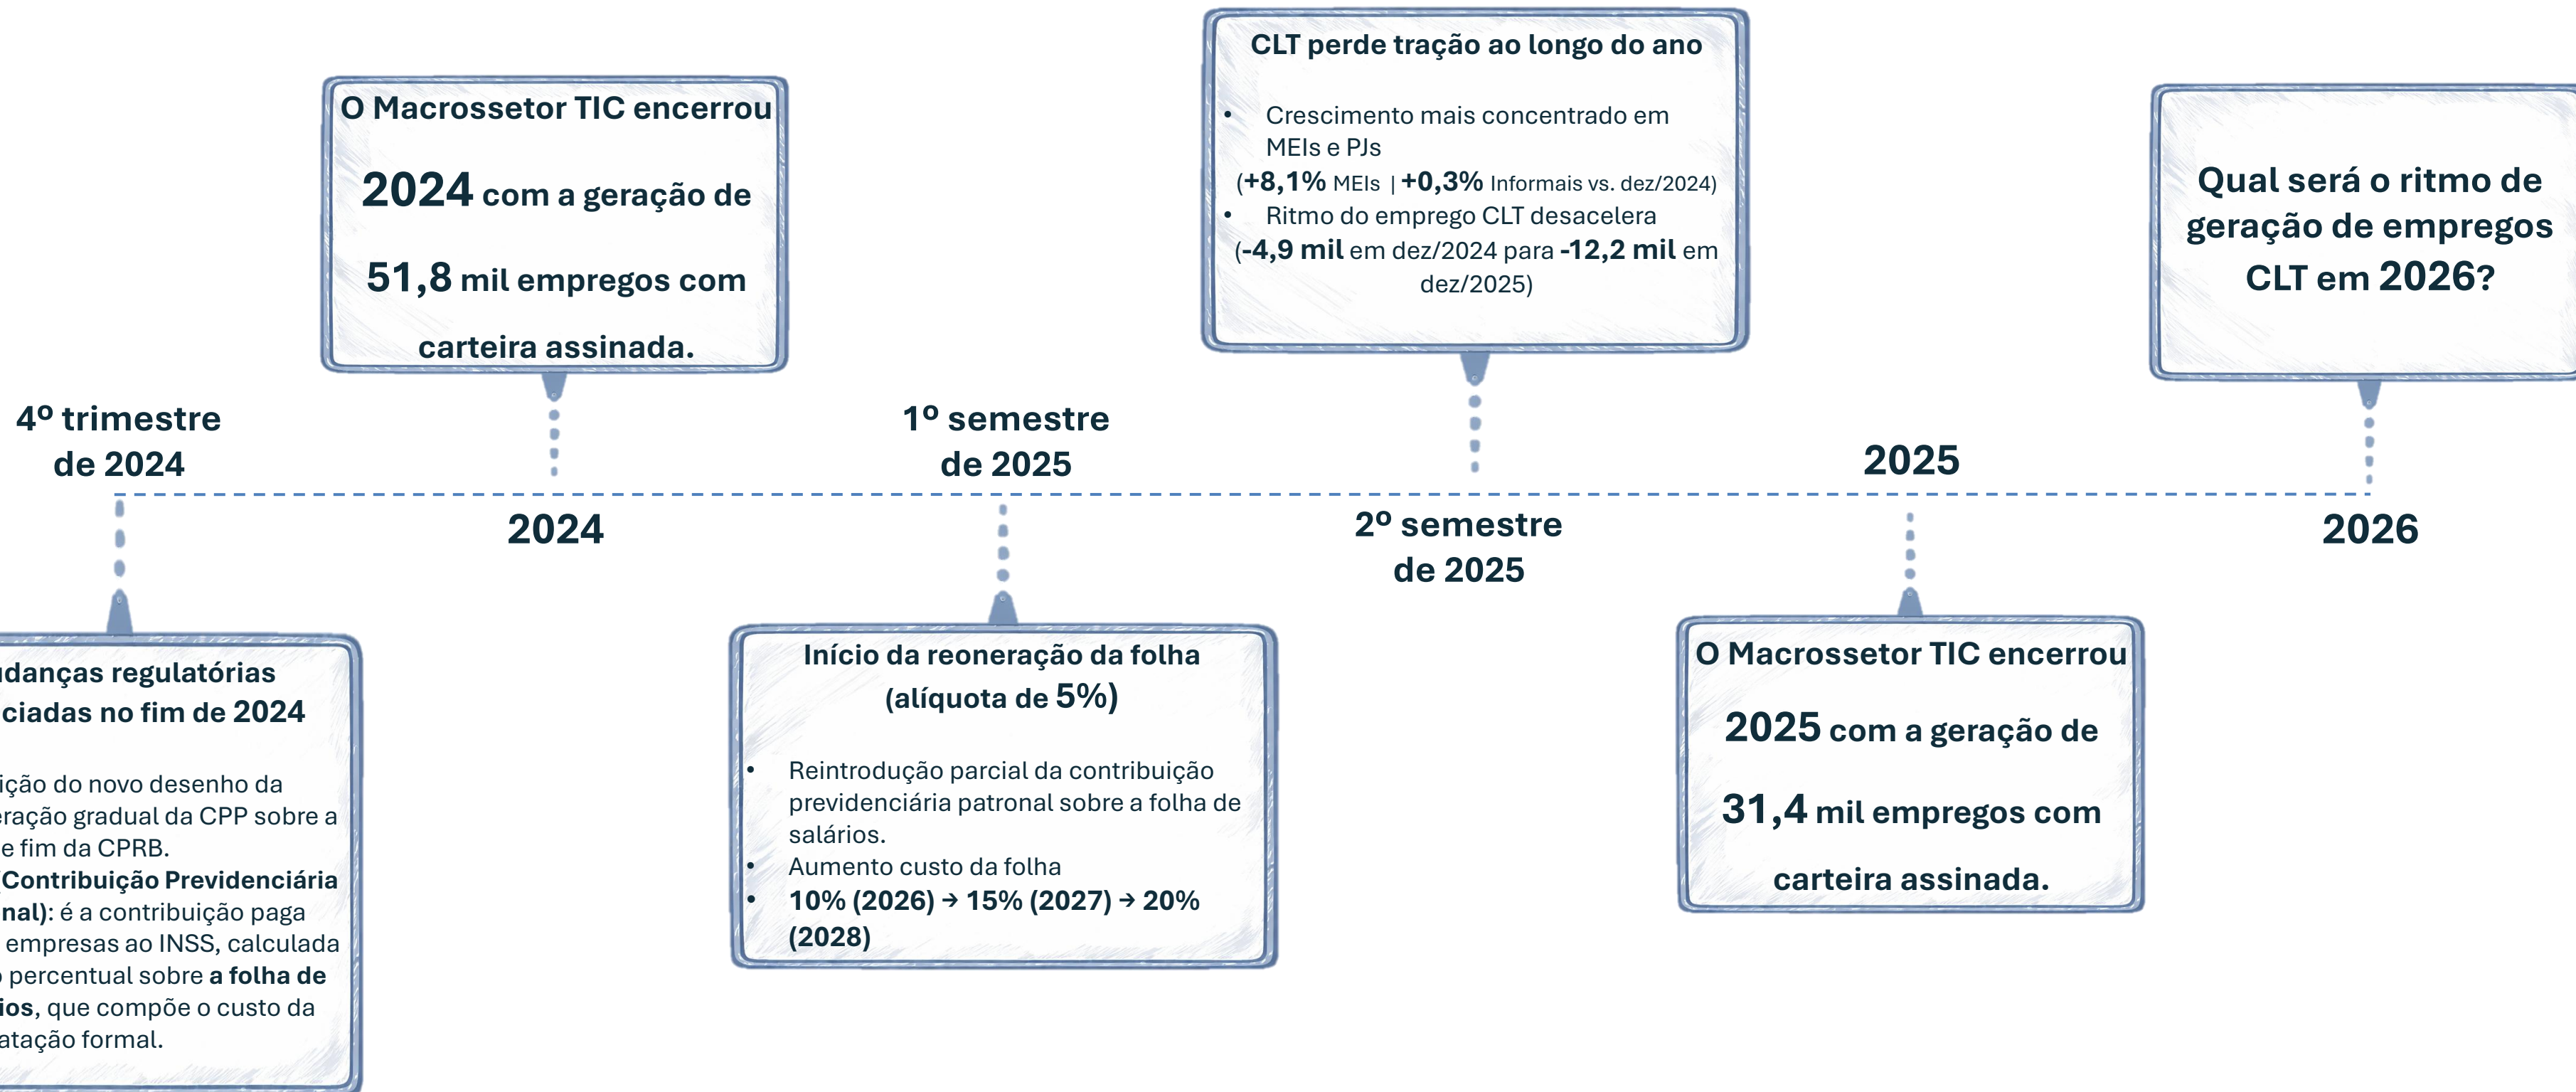 CLT perde tração ao longo do ano
• Crescimento mais concentrado em
MEIs e PJs
(+8,1% MEIs | +0,3% Informais vs. dez/2024)
• Ritmo do emprego CLT desacelera
(-4,9 mil em dez/2024 para -12,2 mil em
dez/2025)
O Macrossetor TIC encerrou
2024 com a geração de
51,8 mil empregos com
carteira assinada.
Qual será o ritmo de
geração de empregos
CLT em 2026?
4º trimestre
de 2024
2024
1º semestre
de 2025
2º semestre
de 2025
2025
2026
regulatórias
no fim de 2024
do novo desenho da
gradual da CPP sobre a
e fim da CPRB.
(Contribuição Previdenciária
: é a contribuição paga
empresas ao INSS, calculada
percentual sobre a folha de
, que compõe o custo da
formal.
Início da reoneração da folha
(alíquota de 5%)
• Reintrodução parcial da contribuição
previdenciária patronal sobre a folha de
salários.
• Aumento custo da folha
• 10% (2026) → 15% (2027) → 20%
(2028)
O Macrossetor TIC encerrou
2025 com a geração de
31,4 mil empregos com
carteira assinada.